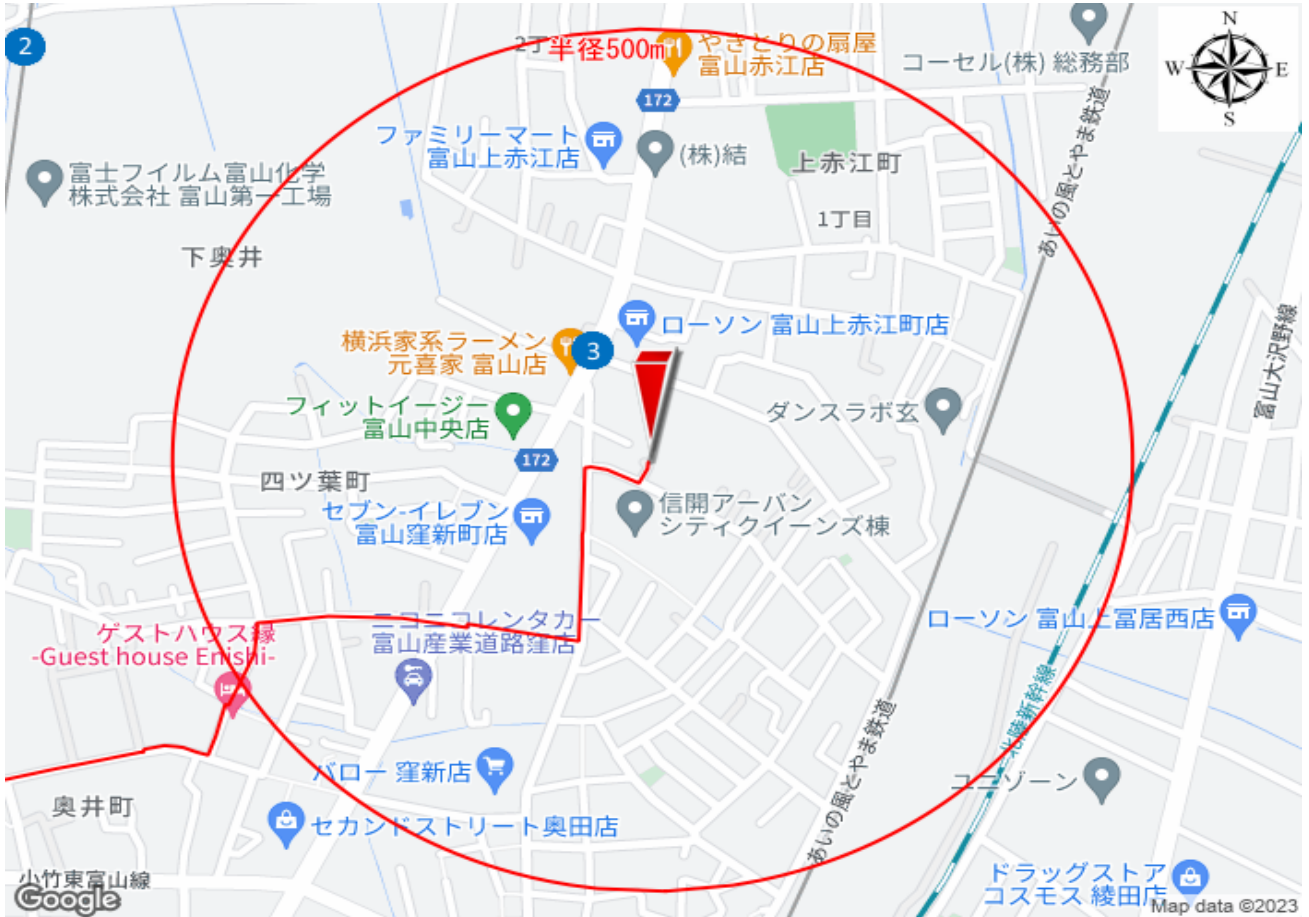 2
2丁
半径500m
やきとりの扇屋
富山赤江店
コーセル(株) 総務部
N
W
E
S
172
ファミリーマート
富山上赤江店
(株)結
上赤江町
1丁目
富士フイルム富山化学
株式会社 富山第一工場
下奥井
あいの風とやま鉄道
ローソン 富山上赤江町店
横浜家系ラーメン
元喜家 富山店
3
富山大沢野線
フィットイージー
富山中央店
ダンスラボ玄
172
四ツ葉町
セブン-イレブン
富山窪新町店
信開アーバン
シティクイーンズ棟
ニコニコレンタカー
富山産業道路窪店
ゲストハウス縁
-Guest house Enishi-
ローソン 富山上冨居西店
北陸新幹線
あいの風とやま鉄道
バロー 窪新店
ユニゾーン
奥井町
セカンドストリート奥田店
小竹東富山線
ドラッグストア
コスモス 綾田店
Google
Map data ©2023